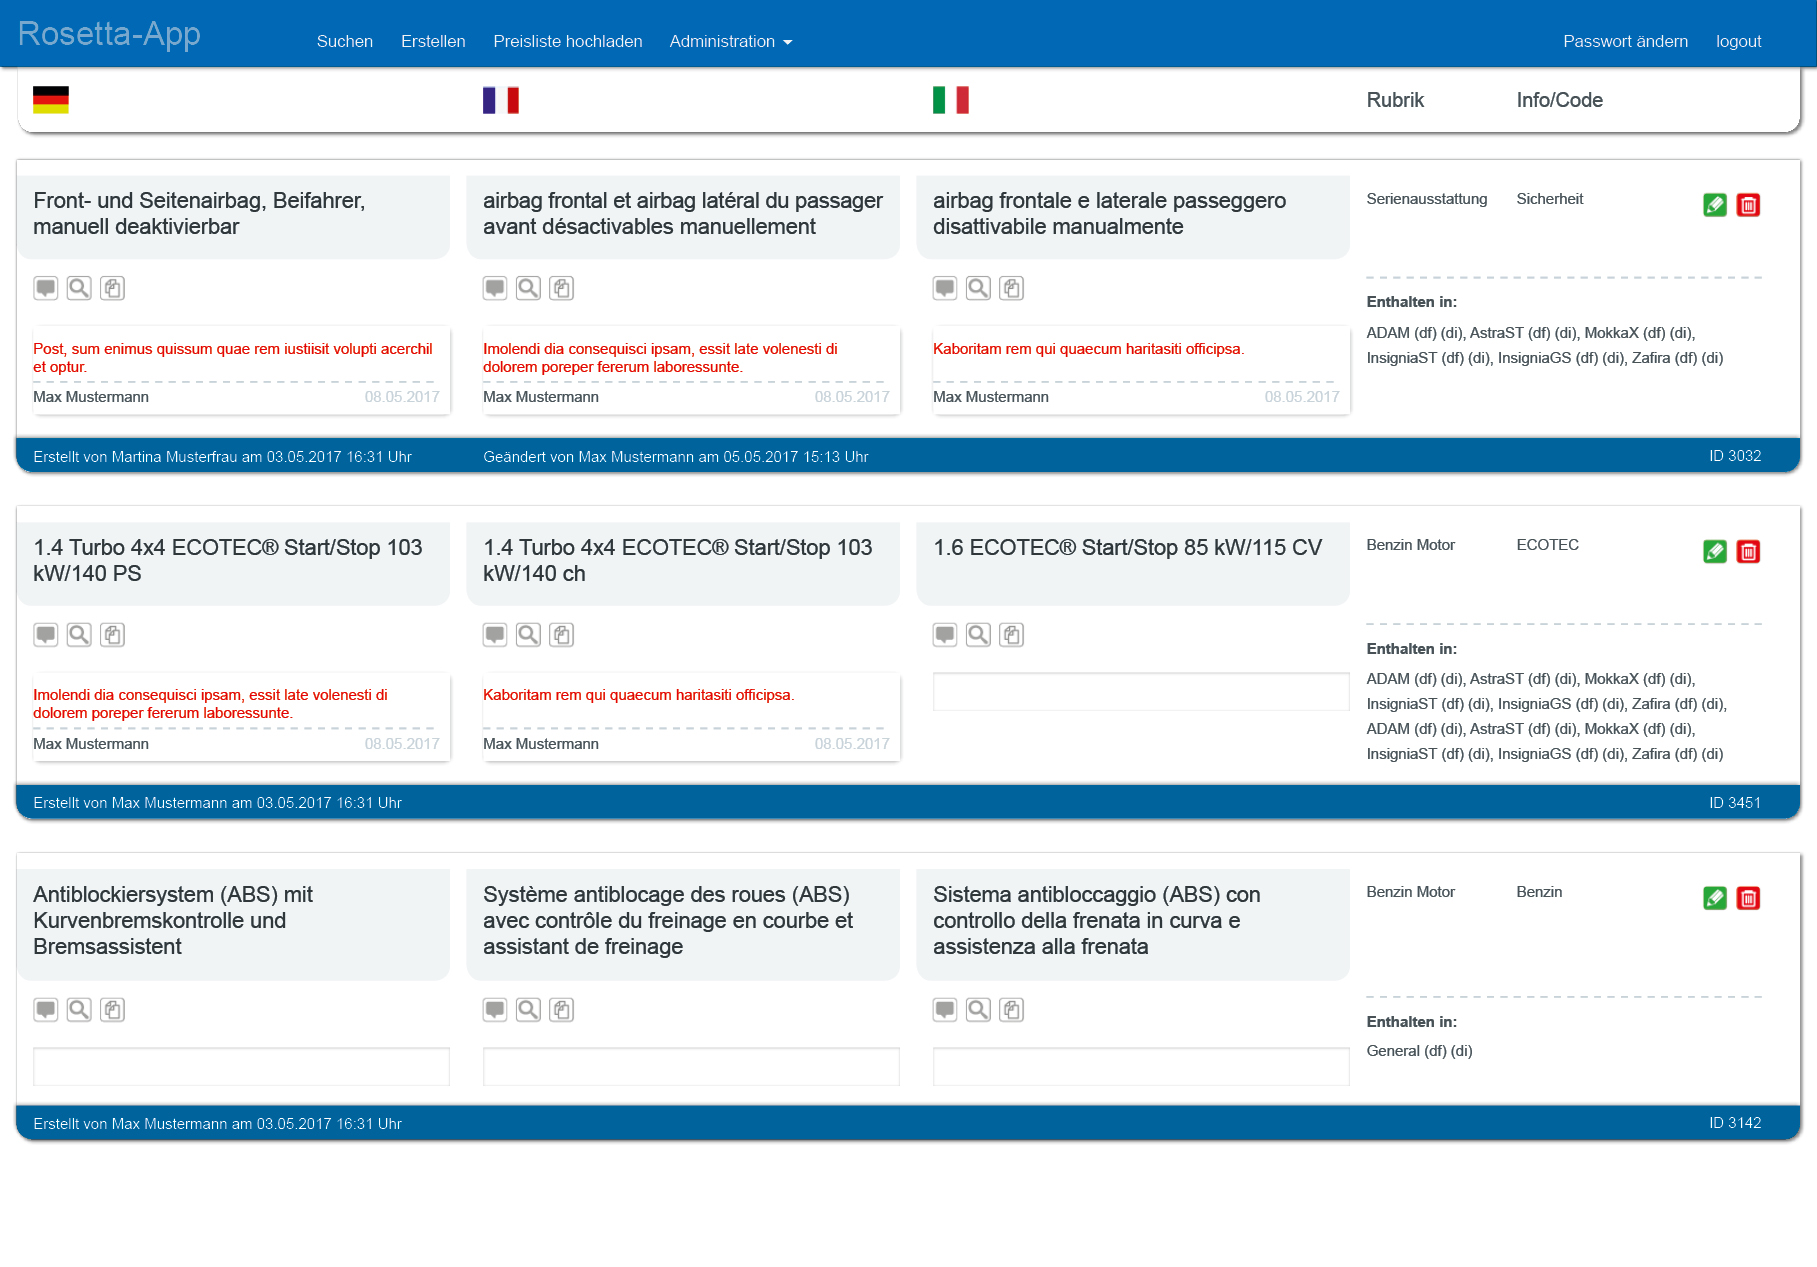 Rosetta-App
Suchen Erstellen Preisliste hochladen Administration Passwort ändern logout
Rubrik Info/Code
Front- und Seitenairbag, Beifahrer,
manuell deaktivierbar
airbag frontal et airbag latéral du passager
avant désactivables manuellement
airbag frontale e laterale passeggero
disattivabile manualmente
Serienausstattung Sicherheit
Enthalten in:
ADAM (df) (di), AstraST (df) (di), MokkaX (df) (di),
InsigniaST (df) (di), InsigniaGS (df) (di), Zafira (df) (di)
Post, sum enimus quissum quae rem iustiisit volupti acerchil
et optur.
Max Mustermann 08.05.2017
Imolendi dia consequisci ipsam, essit late volenesti di
dolorem poreper fererum laboressunte.
Max Mustermann 08.05.2017
Kaboritam rem qui quaecum haritasiti officipsa.
Max Mustermann 08.05.2017
Erstellt von Martina Musterfrau am 03.05.2017 16:31 Uhr Geändert von Max Mustermann am 05.05.2017 15:13 Uhr ID 3032
1.4 Turbo 4x4 ECOTEC® Start/Stop 103
kW/140 PS
1.4 Turbo 4x4 ECOTEC® Start/Stop 103
kW/140 ch
1.6 ECOTEC® Start/Stop 85 kW/115 CV
Benzin Motor ECOTEC
Enthalten in:
ADAM (df) (di), AstraST (df) (di), MokkaX (df) (di),
InsigniaST (df) (di), InsigniaGS (df) (di), Zafira (df) (di),
ADAM (df) (di), AstraST (df) (di), MokkaX (df) (di),
InsigniaST (df) (di), InsigniaGS (df) (di), Zafira (df) (di)
Imolendi dia consequisci ipsam, essit late volenesti di
dolorem poreper fererum laboressunte.
Max Mustermann 08.05.2017
Kaboritam rem qui quaecum haritasiti officipsa.
Max Mustermann 08.05.2017
Erstellt von Max Mustermann am 03.05.2017 16:31 Uhr ID 3451
Antiblockiersystem (ABS) mit
Kurvenbremskontrolle und
Bremsassistent
Système antiblocage des roues (ABS)
avec contrôle du freinage en courbe et
assistant de freinage
Sistema antibloccaggio (ABS) con
controllo della frenata in curva e
assistenza alla frenata
Benzin Motor Benzin
Enthalten in:
General (df) (di)
Erstellt von Max Mustermann am 03.05.2017 16:31 Uhr ID 3142